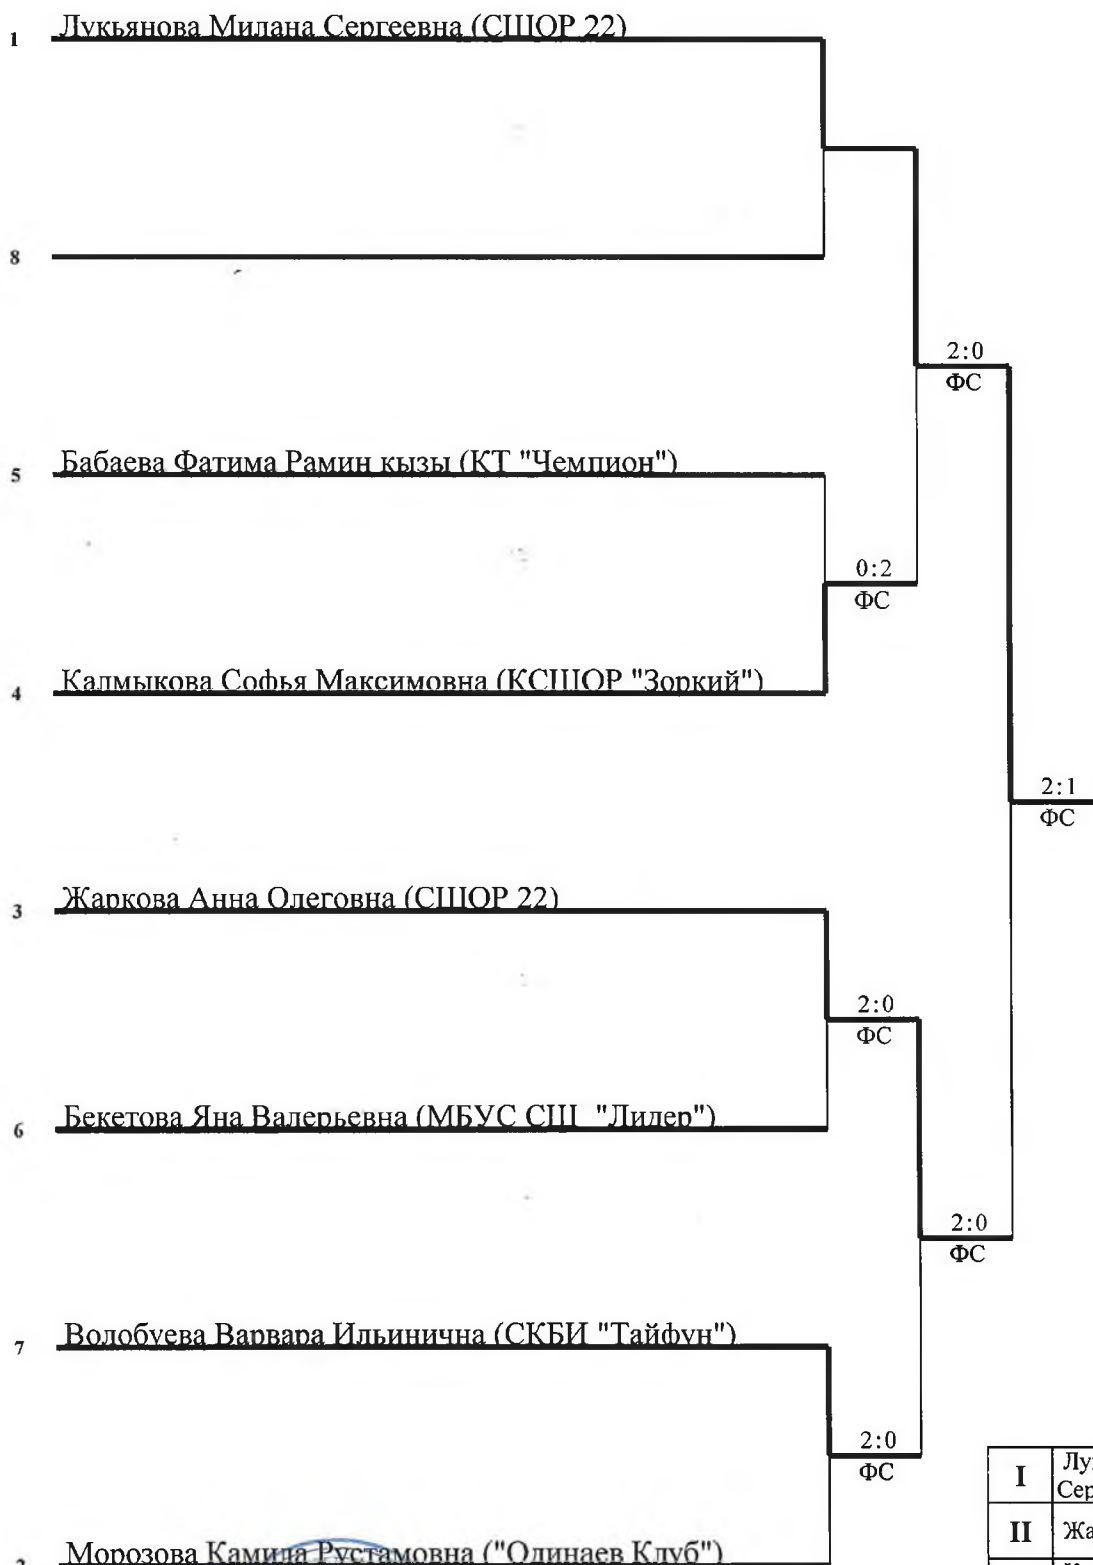 1 Лукьянова Милана Сергеевна (СШОР 22)
8
2:0
ФС
5 Бабаева Фатима Рамин кызы (КТ "Чемпион")
0:2
ФС
4 Калмыкова Софья Максимовна (КСШОР "Зоркий")
2:1
ФС
3 Жаркова Анна Олеговна (СШОР 22)
2:0
ФС
6 Бекетова Яна Валерьевна (МБУС СШ "Лидер")
2:0
ФС
7 Волобуева Варвара Ильинична (СКБИ "Тайфун")
2:0
ФС
I
II Жа
Морозова Камила Рустамовна ("Одинаев Клуб")